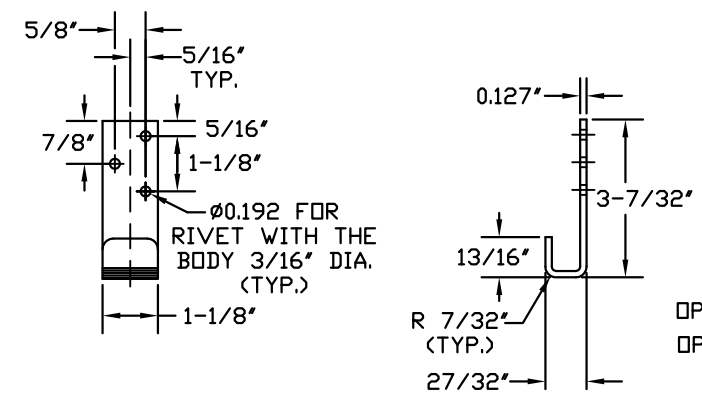 5/8"
5/16"
TYP.
7/8"
5/16"
1-1/8"
Ø0.192 FOR
RIVET WITH THE
BODY 3/16" DIA.
(TYP.)
1-1/8"
0.127"
3-7/32"
13/16"
R 7/32"
(TYP.)
27/32"
OP
OP